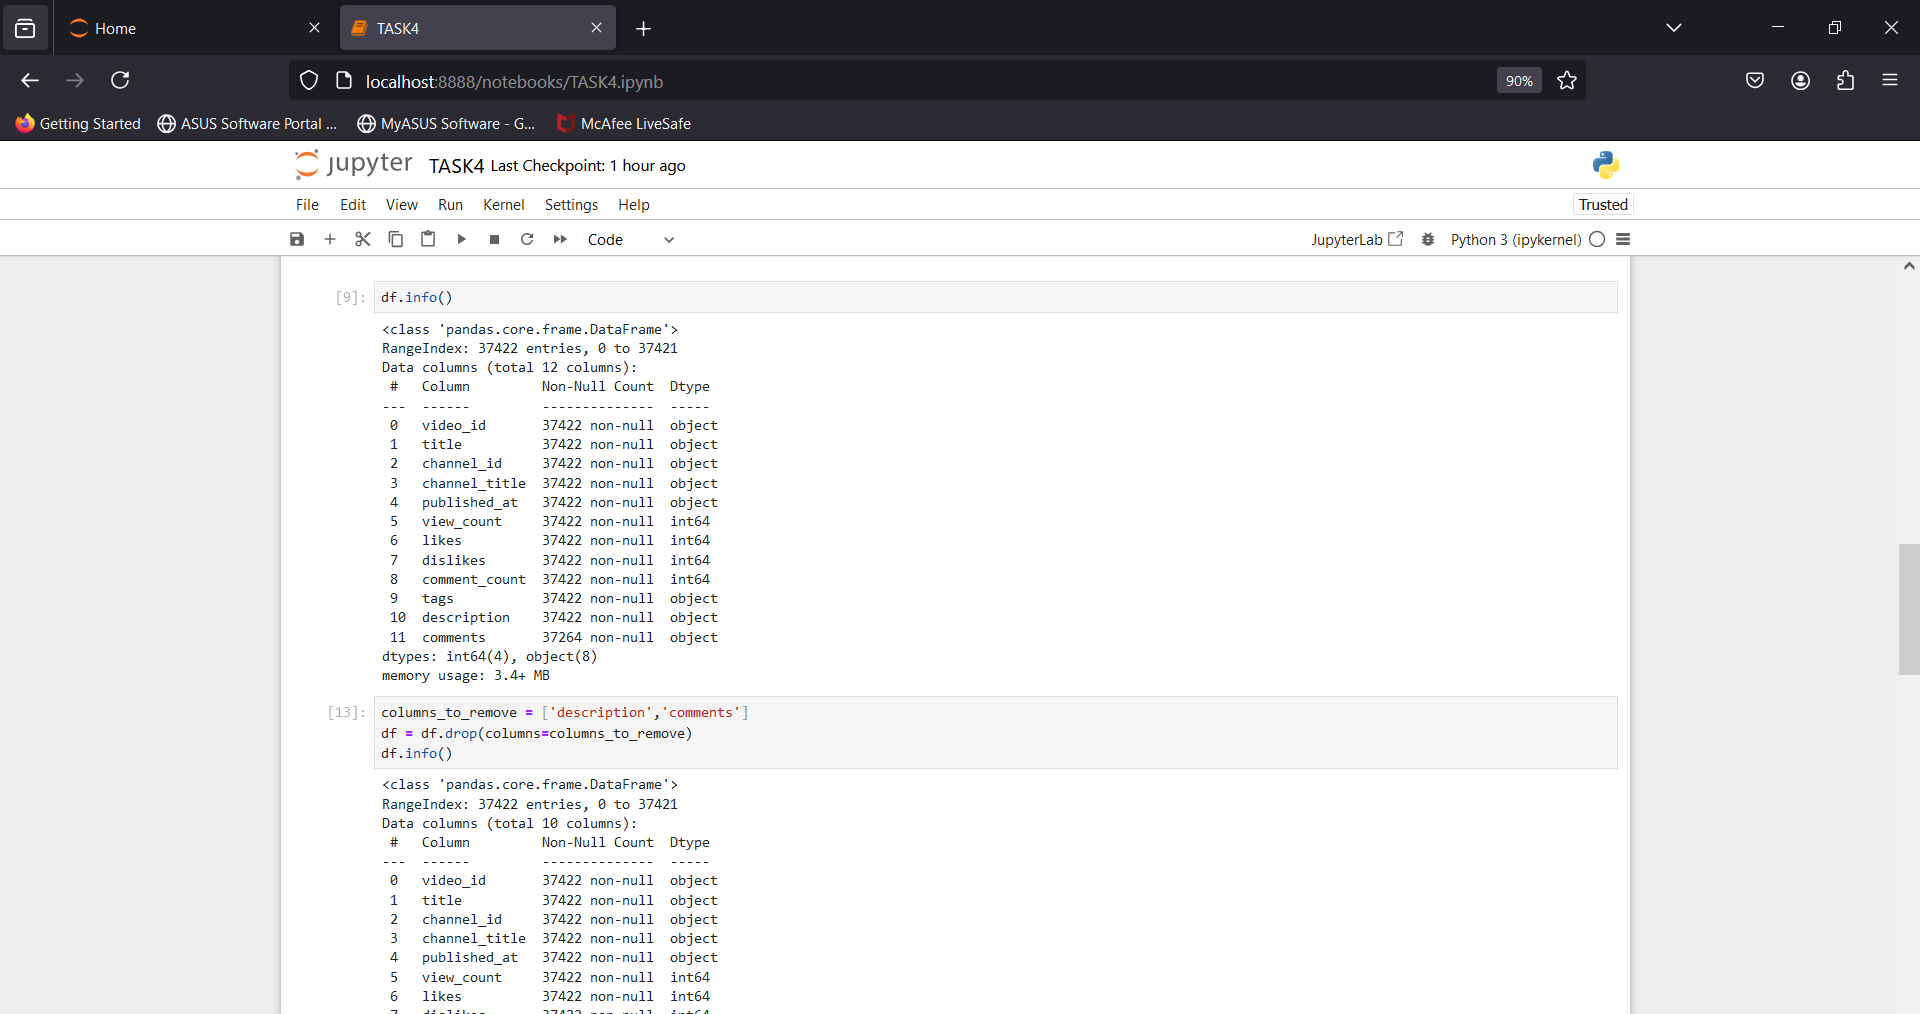 Home
TASK4
localhost:8888/notebooks/TASK4.ipynb
90%
Getting Started
ASUS Software Portal ...
MyASUS Software - G...
McAfee LiveSafe
jupyter TASK4 Last Checkpoint: 1 hour ago
File Edit View Run Kernel Settings Help
Trusted
Code
JupyterLab
Python 3 (ipykernel)
[9]: df.info()
<class 'pandas.core.frame.DataFrame'>
RangeIndex: 37422 entries, 0 to 37421
Data columns (total 12 columns):
 #   Column         Non-Null Count  Dtype
---  ------         --------------  -----
 0   video_id       37422 non-null  object
 1   title          37422 non-null  object
 2   channel_id     37422 non-null  object
 3   channel_title  37422 non-null  object
 4   published_at   37422 non-null  object
 5   view_count     37422 non-null  int64
 6   likes          37422 non-null  int64
 7   dislikes       37422 non-null  int64
 8   comment_count  37422 non-null  int64
 9   tags           37422 non-null  object
 10  description    37422 non-null  object
 11  comments       37264 non-null  object
dtypes: int64(4), object(8)
memory usage: 3.4+ MB
[13]: columns_to_remove = ['description','comments']
df = df.drop(columns=columns_to_remove)
df.info()
<class 'pandas.core.frame.DataFrame'>
RangeIndex: 37422 entries, 0 to 37421
Data columns (total 10 columns):
 #   Column         Non-Null Count  Dtype
---  ------         --------------  -----
 0   video_id       37422 non-null  object
 1   title          37422 non-null  object
 2   channel_id     37422 non-null  object
 3   channel_title  37422 non-null  object
 4   published_at   37422 non-null  object
 5   view_count     37422 non-null  int64
 6   likes          37422 non-null  int64